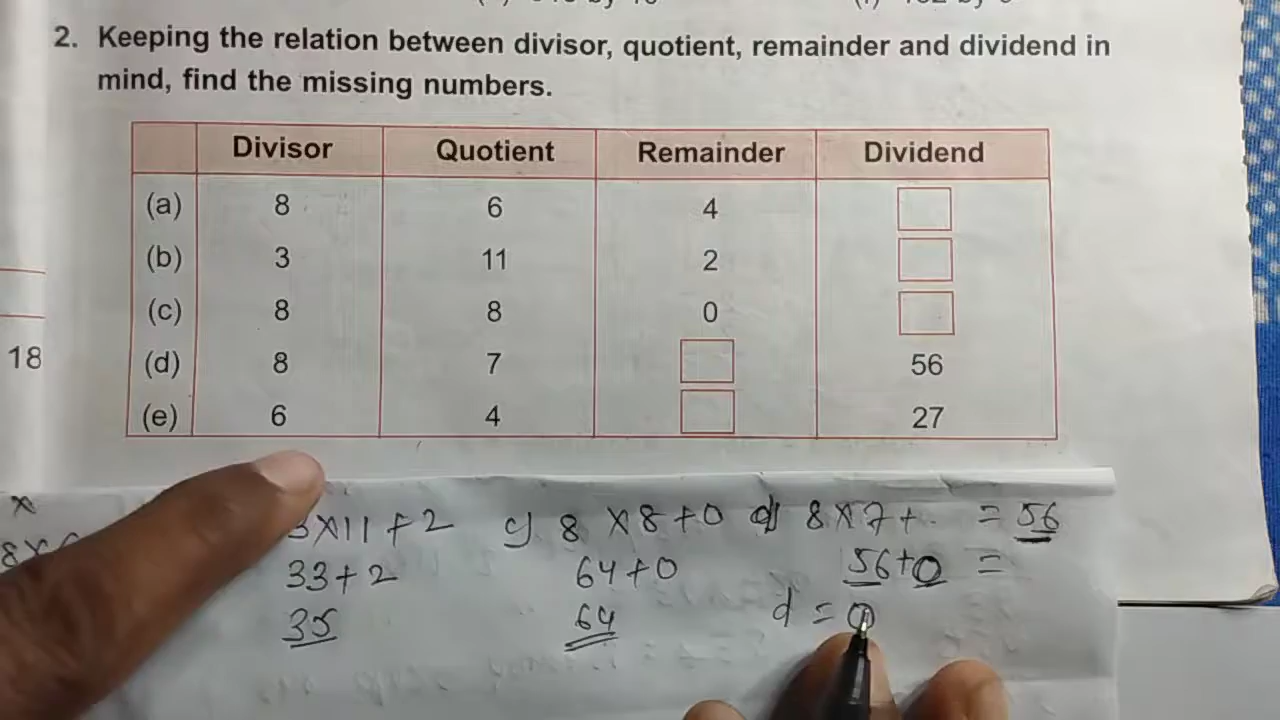 2. Keeping the relation between divisor, quotient, remainder and dividend in
mind, find the missing numbers.
Divisor Quotient Remainder Dividend
(a) 8 6 4
(b) 3 11 2
(c) 8 8 0
18
(d) 8 7 56
(e) 6 4 27
3×11+2 c) 8×8+0 d) 8×7+ = 56
33+2 64+0 56+0 =
35 64 d = 0